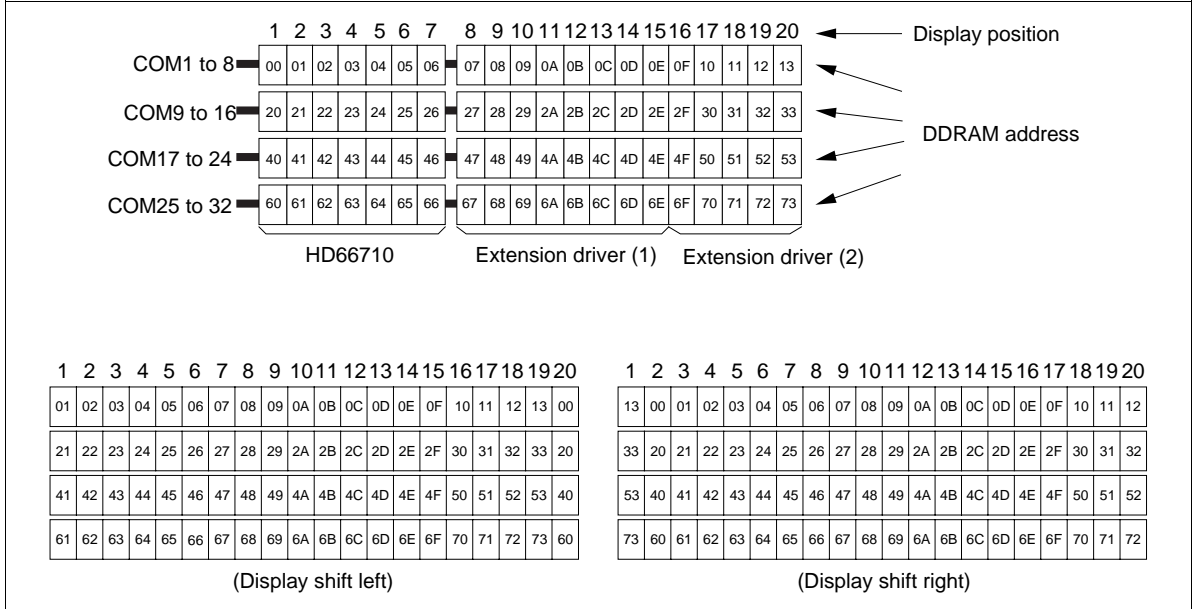 1 2 3 4 5 6 7 8 9 10 11 12 13 14 15 16 17 18 19 20 Display position
COM1 to 8 00 01 02 03 04 05 06 07 08 09 0A 0B 0C 0D 0E 0F 10 11 12 13
COM9 to 16 20 21 22 23 24 25 26 27 28 29 2A 2B 2C 2D 2E 2F 30 31 32 33
DDRAM address
COM17 to 24 40 41 42 43 44 45 46 47 48 49 4A 4B 4C 4D 4E 4F 50 51 52 53
COM25 to 32 60 61 62 63 64 65 66 67 68 69 6A 6B 6C 6D 6E 6F 70 71 72 73
HD66710 Extension driver (1) Extension driver (2)
1 2 3 4 5 6 7 8 9 10 11 12 13 14 15 16 17 18 19 20
01 02 03 04 05 06 07 08 09 0A 0B 0C 0D 0E 0F 10 11 12 13 00
21 22 23 24 25 26 27 28 29 2A 2B 2C 2D 2E 2F 30 31 32 33 20
41 42 43 44 45 46 47 48 49 4A 4B 4C 4D 4E 4F 50 51 52 53 40
61 62 63 64 65 66 67 68 69 6A 6B 6C 6D 6E 6F 70 71 72 73 60
(Display shift left)
1 2 3 4 5 6 7 8 9 10 11 12 13 14 15 16 17 18 19 20
13 00 01 02 03 04 05 06 07 08 09 0A 0B 0C 0D 0E 0F 10 11 12
33 20 21 22 23 24 25 26 27 28 29 2A 2B 2C 2D 2E 2F 30 31 32
53 40 41 42 43 44 45 46 47 48 49 4A 4B 4C 4D 4E 4F 50 51 52
73 60 61 62 63 64 65 66 67 68 69 6A 6B 6C 6D 6E 6F 70 71 72
(Display shift right)